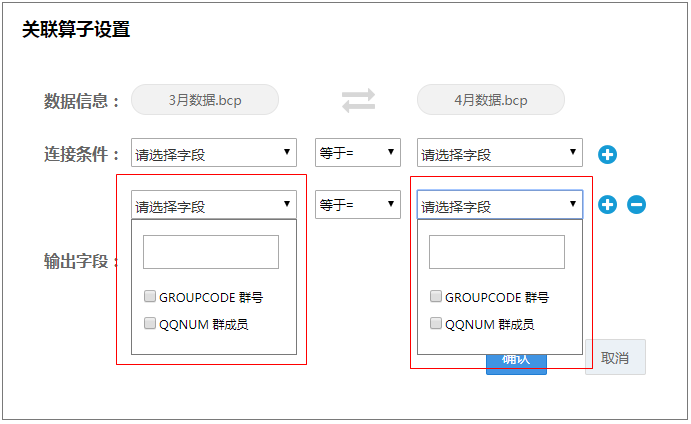 关联算子设置
数据信息： 3月数据.bcp 4月数据.bcp
连接条件： 请选择字段 等于= 请选择字段
请选择字段 等于= 请选择字段
输出字段：
GROUPCODE 群号 GROUPCODE 群号
QQNUM 群成员 QQNUM 群成员
确认 取消